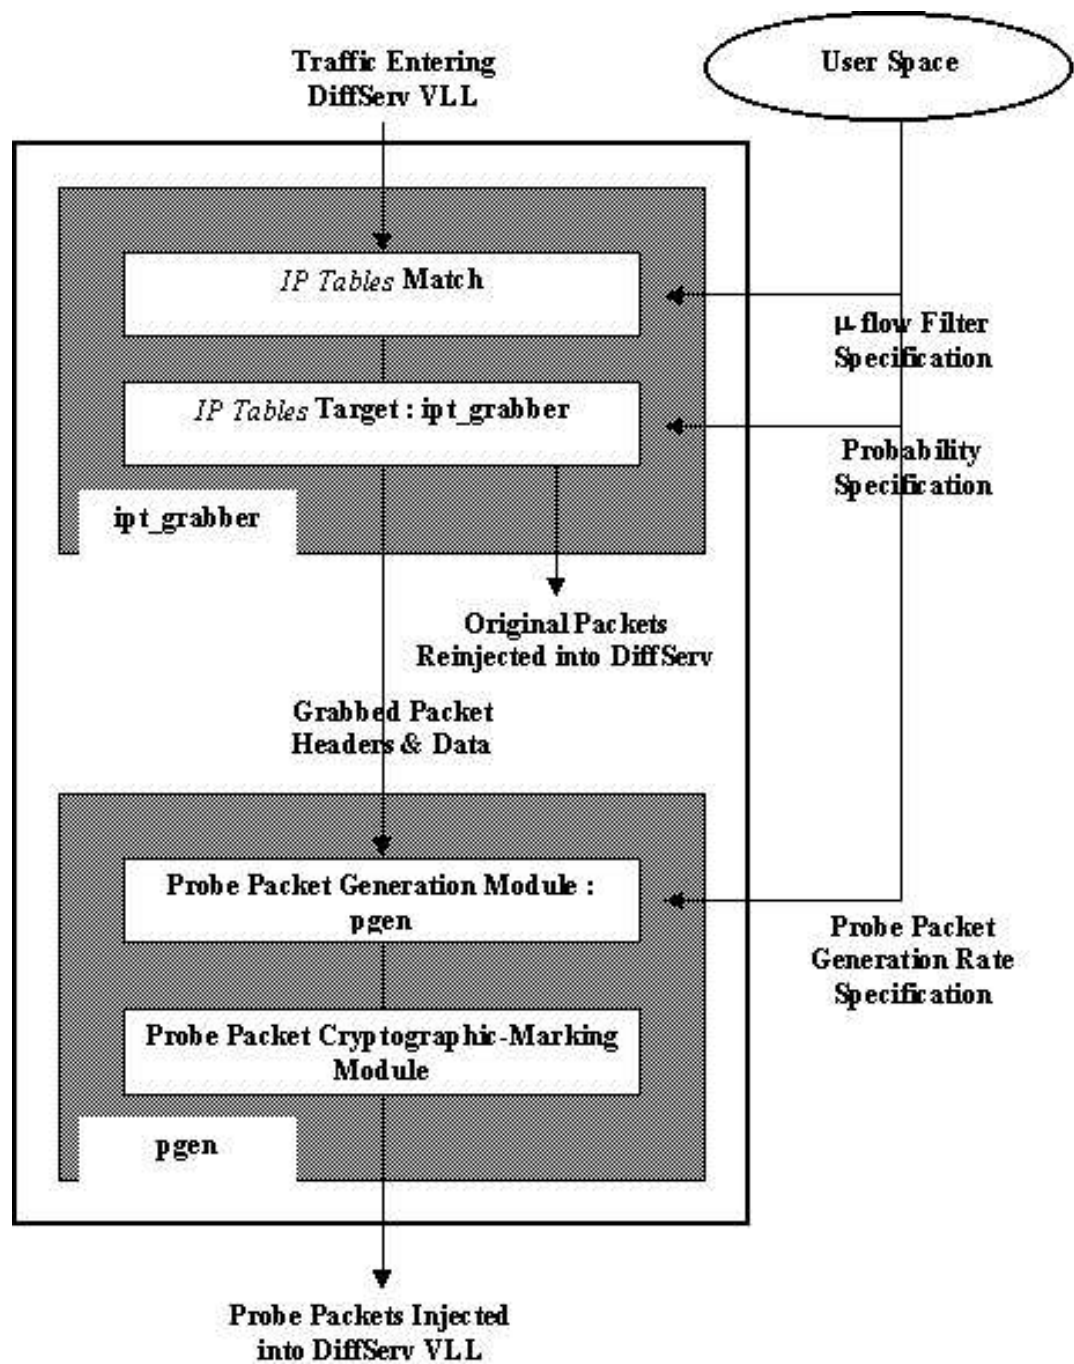 Traffic Entering
DiffServ VLL
User Space
IP Tables Match
μ-flow Filter
Specification
IP Tables Target : ipt_grabber
Probability
Specification
ipt_grabber
Original Packets
Reinjected into DiffServ
Grabbed Packet
Headers & Data
Probe Packet Generation Module :
pgen
Probe Packet
Generation Rate
Specification
Probe Packet Cryptographic-Marking
Module
pgen
Probe Packets Injected
into DiffServ VLL